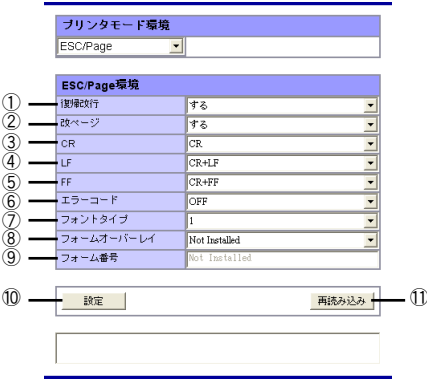 プリンタモード環境
ESC/Page
ESC/Page環境
① 復帰改行 する
② 改ページ する
③ CR CR
④ LF CR+LF
⑤ FF CR+FF
⑥ エラーコード OFF
⑦ フォントタイプ 1
⑧ フォームオーバーレイ Not Installed
⑨ フォーム番号 Not Installed
⑩ 設定 再読み込み ⑪